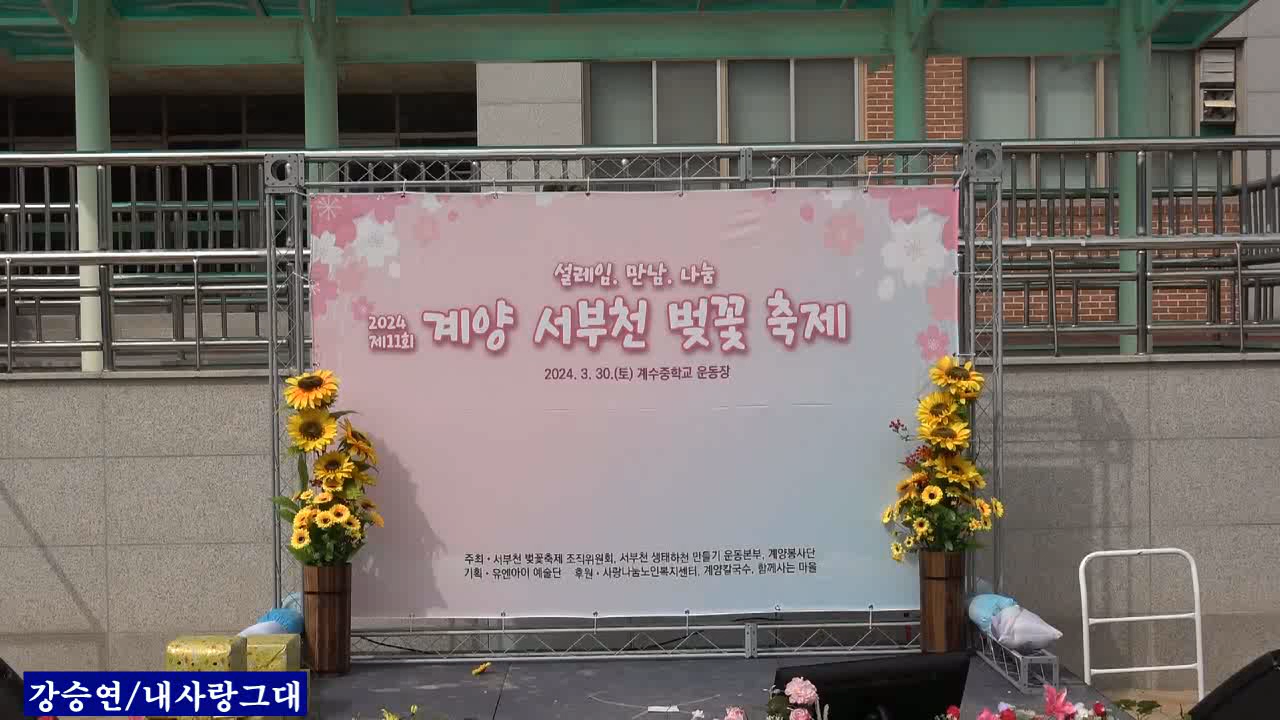 설레임. 만남. 나눔
2024
제11회
계양 서부천 벚꽃 축제
2024. 3. 30.(토) 계수중학교 운동장
주최 • 서부천 벚꽃축제 조직위원회, 서부천 생태하천 만들기 운동본부, 계양봉사단
기획 • 유엔아이 예술단 후원 • 사랑나눔노인복지센터, 계양칼국수, 함께사는 마을
강승연/내사랑그대